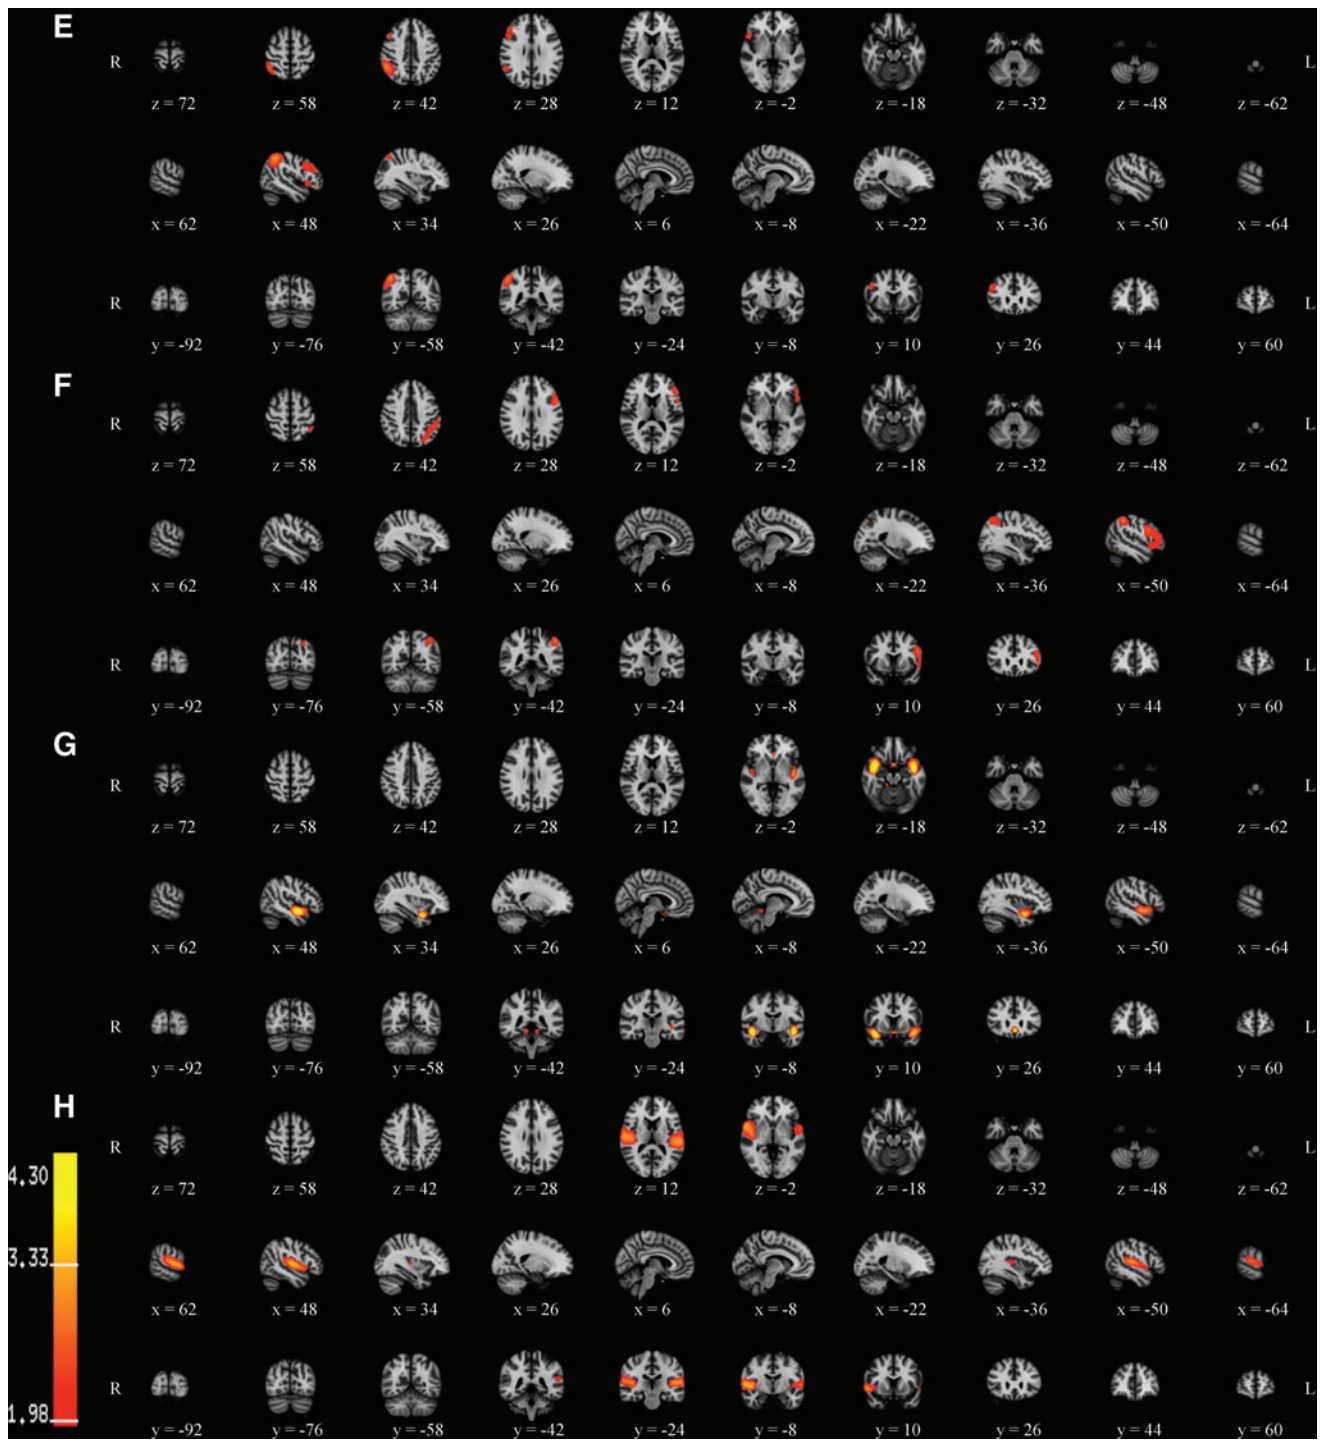 E
R L
z = 72 z = 58 z = 42 z = 28 z = 12 z = -2 z = -18 z = -32 z = -48 z = -62
x = 62 x = 48 x = 34 x = 26 x = 6 x = -8 x = -22 x = -36 x = -50 x = -64
R L
y = -92 y = -76 y = -58 y = -42 y = -24 y = -8 y = 10 y = 26 y = 44 y = 60
F
R L
z = 72 z = 58 z = 42 z = 28 z = 12 z = -2 z = -18 z = -32 z = -48 z = -62
x = 62 x = 48 x = 34 x = 26 x = 6 x = -8 x = -22 x = -36 x = -50 x = -64
R L
y = -92 y = -76 y = -58 y = -42 y = -24 y = -8 y = 10 y = 26 y = 44 y = 60
G
R L
z = 72 z = 58 z = 42 z = 28 z = 12 z = -2 z = -18 z = -32 z = -48 z = -62
x = 62 x = 48 x = 34 x = 26 x = 6 x = -8 x = -22 x = -36 x = -50 x = -64
R L
y = -92 y = -76 y = -58 y = -42 y = -24 y = -8 y = 10 y = 26 y = 44 y = 60
H
R L
4.30
z = 72 z = 58 z = 42 z = 28 z = 12 z = -2 z = -18 z = -32 z = -48 z = -62
3.33
x = 62 x = 48 x = 34 x = 26 x = 6 x = -8 x = -22 x = -36 x = -50 x = -64
R L
1.98
y = -92 y = -76 y = -58 y = -42 y = -24 y = -8 y = 10 y = 26 y = 44 y = 60